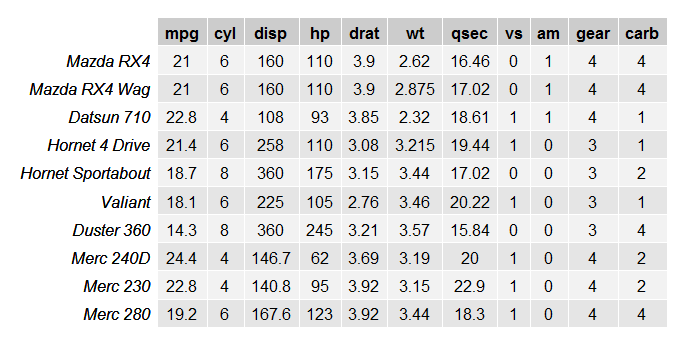 mpg cyl disp hp drat wt qsec vs am gear carb
Mazda RX4 21 6 160 110 3.9 2.62 16.46 0 1 4 4
Mazda RX4 Wag 21 6 160 110 3.9 2.875 17.02 0 1 4 4
Datsun 710 22.8 4 108 93 3.85 2.32 18.61 1 1 4 1
Hornet 4 Drive 21.4 6 258 110 3.08 3.215 19.44 1 0 3 1
Hornet Sportabout 18.7 8 360 175 3.15 3.44 17.02 0 0 3 2
Valiant 18.1 6 225 105 2.76 3.46 20.22 1 0 3 1
Duster 360 14.3 8 360 245 3.21 3.57 15.84 0 0 3 4
Merc 240D 24.4 4 146.7 62 3.69 3.19 20 1 0 4 2
Merc 230 22.8 4 140.8 95 3.92 3.15 22.9 1 0 4 2
Merc 280 19.2 6 167.6 123 3.92 3.44 18.3 1 0 4 4